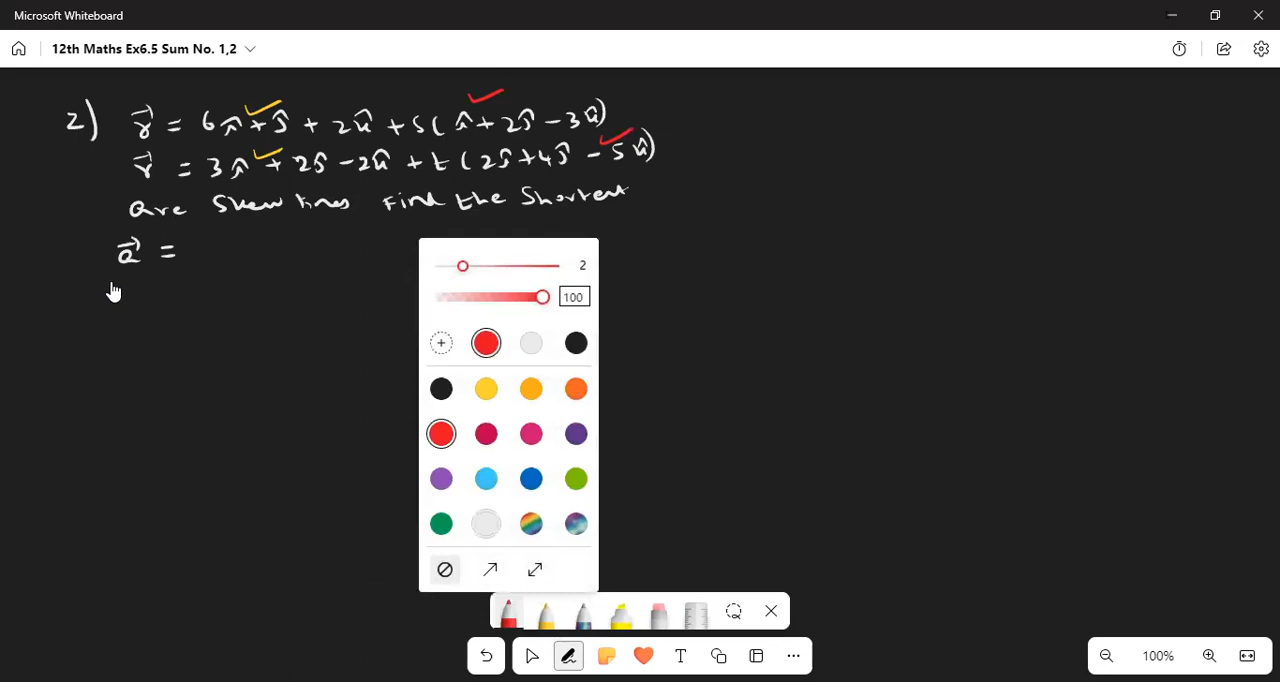 Microsoft Whiteboard
12th Maths Ex6.5 Sum No. 1,2
2) r⃗ = 6î + ĵ + 2k̂ + s( î + 2ĵ - 3k̂)
r⃗ = 3î + 2ĵ - 2k̂ + t (2ĵ + 4ĵ - 5k̂)
are Skew lines find the Shortest
a⃗ =
2
100
100%